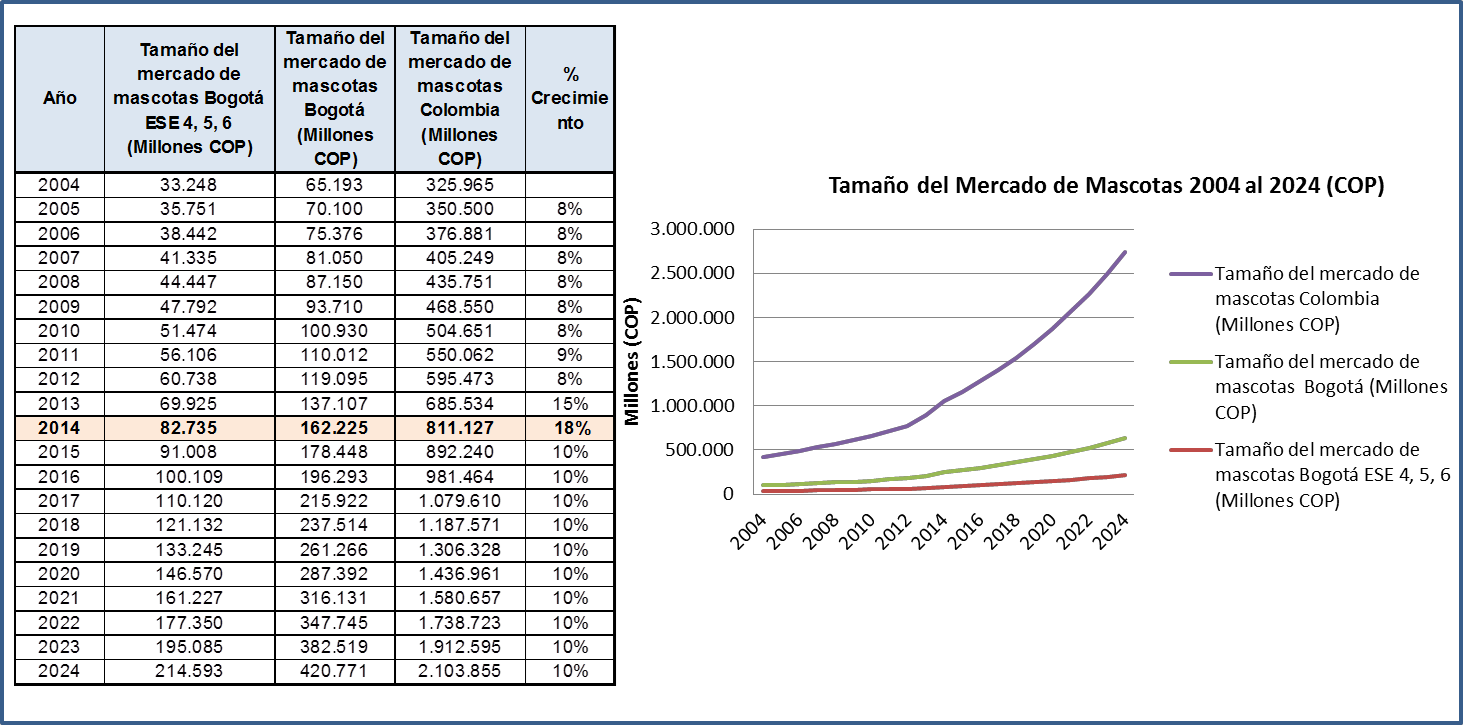 Año
Tamaño del
mercado de
mascotas Bogotá
ESE 4, 5, 6
(Millones COP)
Tamaño del
mercado de
mascotas
Bogotá
(Millones
COP)
Tamaño del
mercado de
mascotas
Colombia
(Millones
COP)
%
Crecimie
nto
2004 33.248 65.193 325.965
2005 35.751 70.100 350.500 8%
2006 38.442 75.376 376.881 8%
2007 41.335 81.050 405.249 8%
2008 44.447 87.150 435.751 8%
2009 47.792 93.710 468.550 8%
2010 51.474 100.930 504.651 8%
2011 56.106 110.012 550.062 9%
2012 60.738 119.095 595.473 8%
2013 69.925 137.107 685.534 15%
2014 82.735 162.225 811.127 18%
2015 91.008 178.448 892.240 10%
2016 100.109 196.293 981.464 10%
2017 110.120 215.922 1.079.610 10%
2018 121.132 237.514 1.187.571 10%
2019 133.245 261.266 1.306.328 10%
2020 146.570 287.392 1.436.961 10%
2021 161.227 316.131 1.580.657 10%
2022 177.350 347.745 1.738.723 10%
2023 195.085 382.519 1.912.595 10%
2024 214.593 420.771 2.103.855 10%
Tamaño del Mercado de Mascotas 2004 al 2024 (COP)
Millones (COP)
3.000.000
2.500.000
2.000.000
1.500.000
1.000.000
500.000
0
2004 2006 2008 2010 2012 2014 2016 2018 2020 2022 2024
Tamaño del mercado de
mascotas Colombia
(Millones COP)
Tamaño del mercado de
mascotas Bogotá (Millones
COP)
Tamaño del mercado de
mascotas Bogotá ESE 4, 5, 6
(Millones COP)